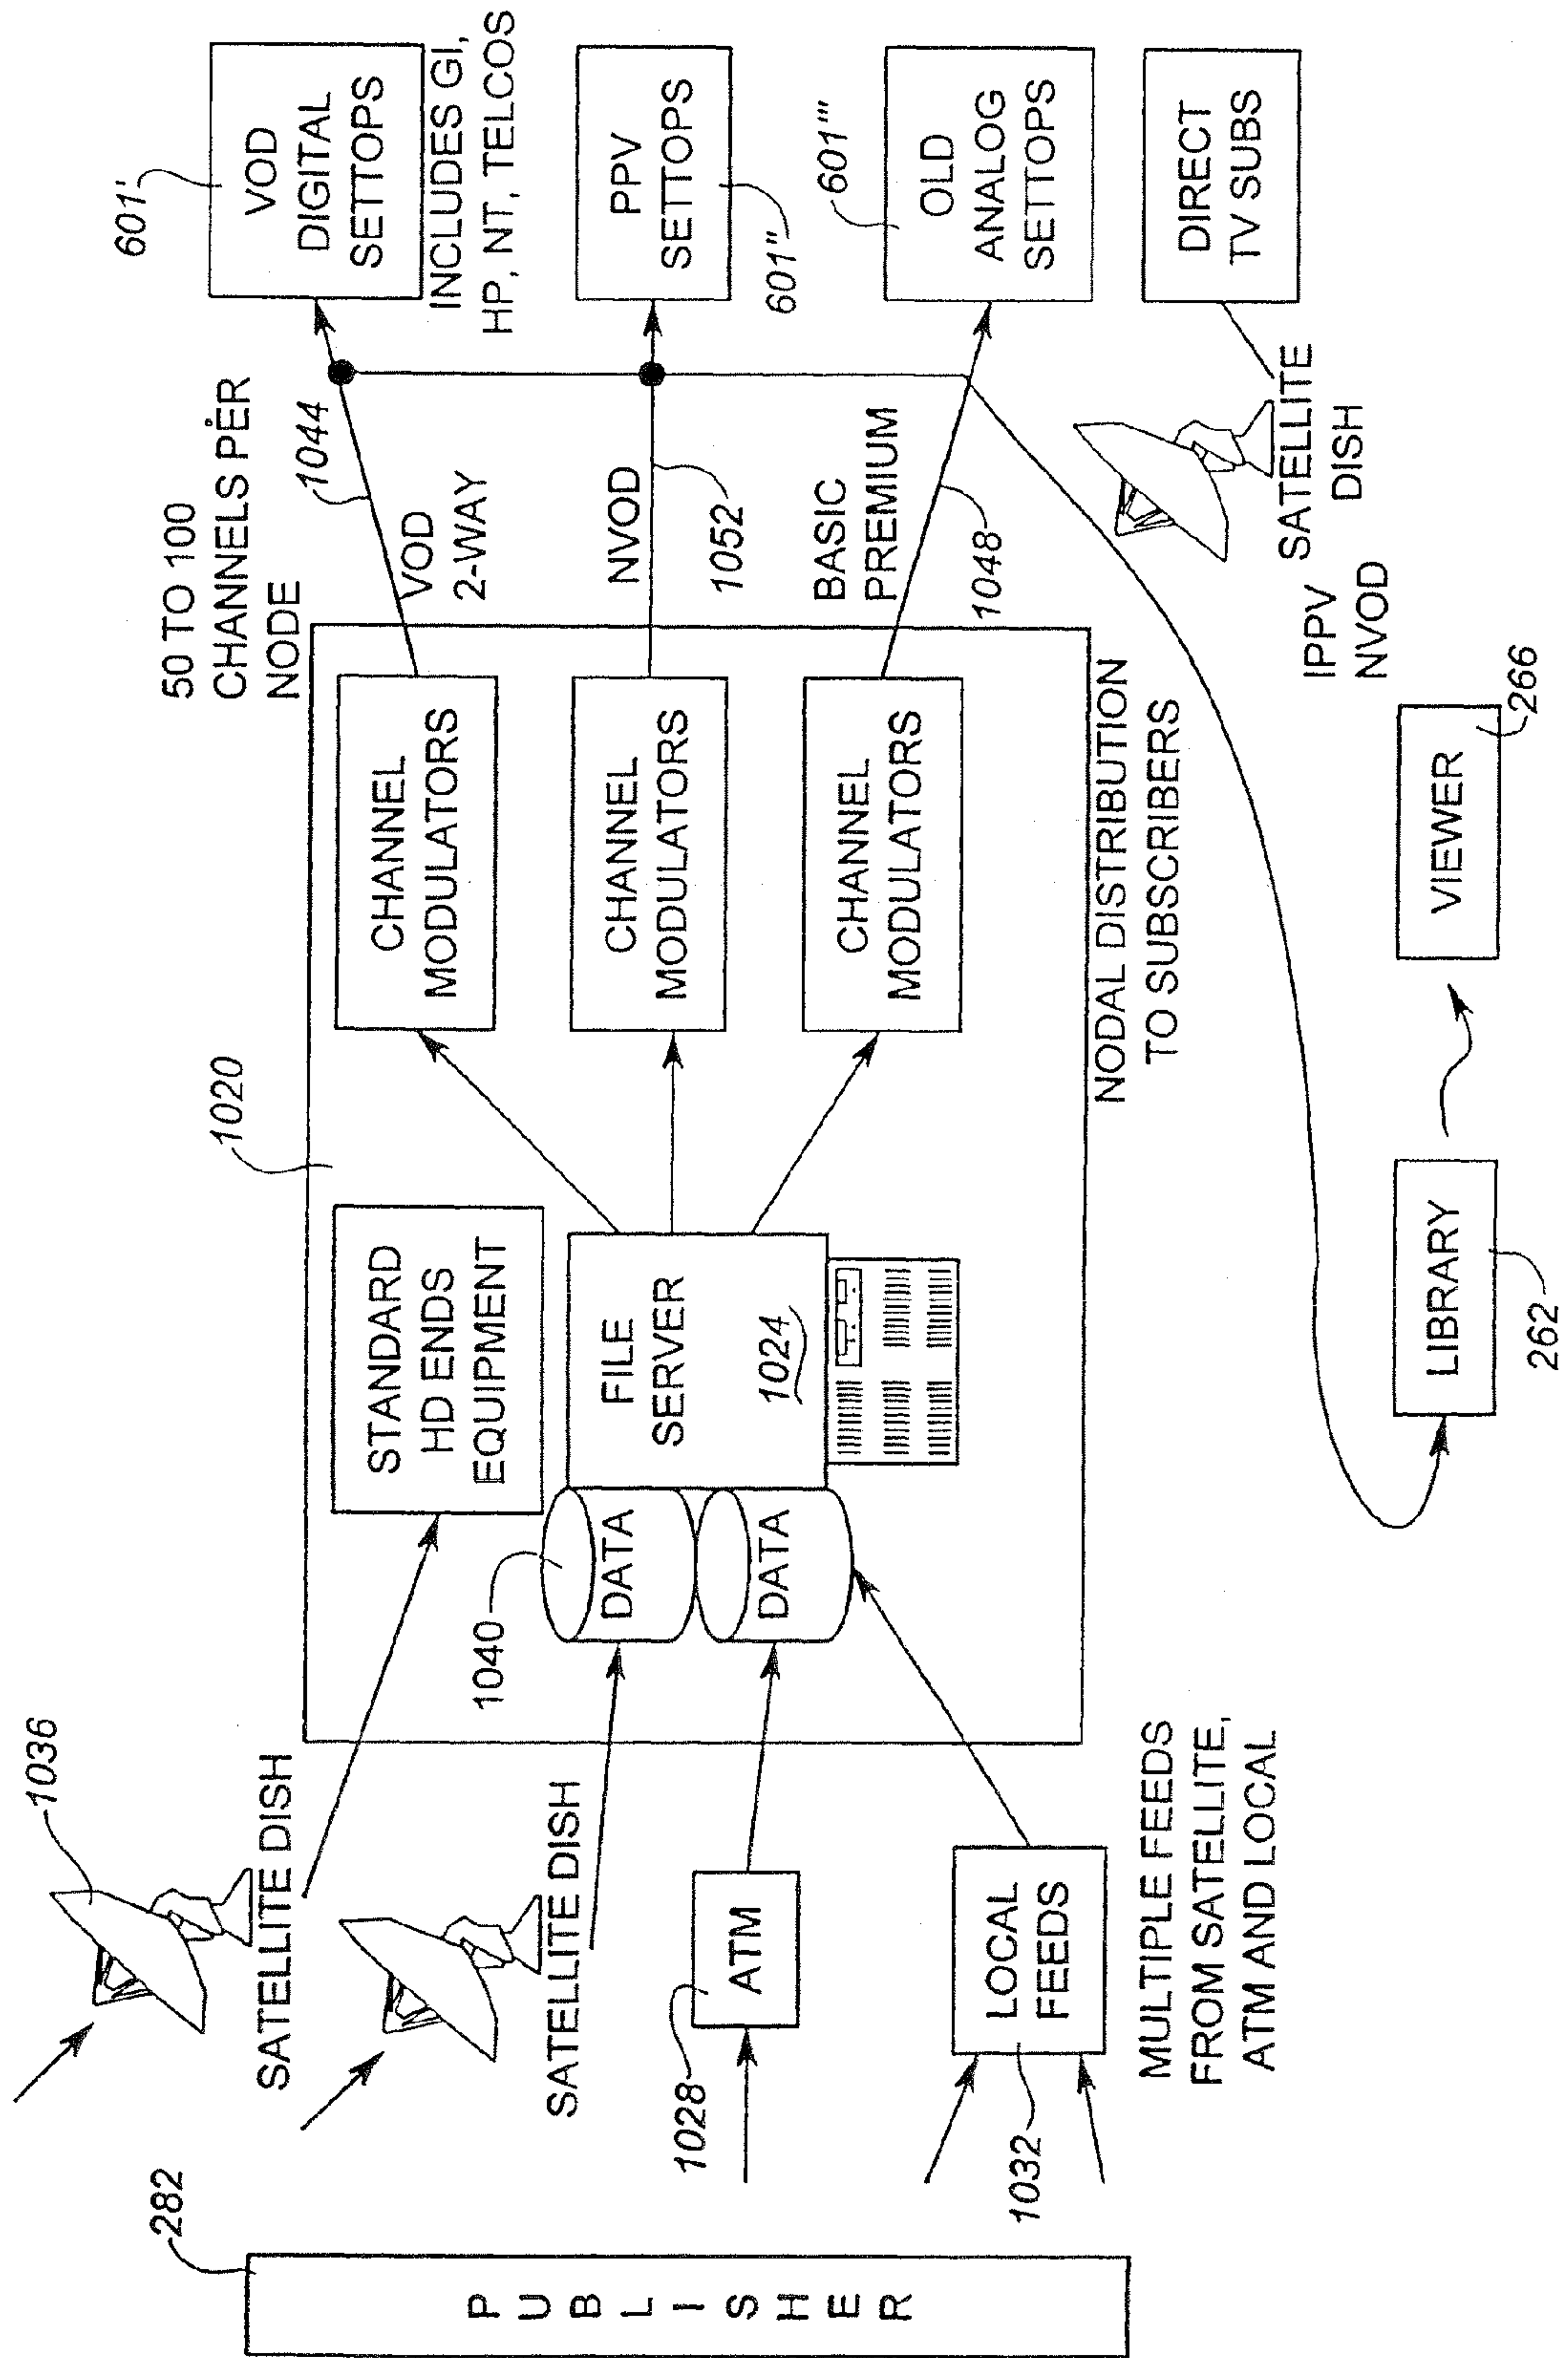 282
P U B L I S H E R
1036
SATELLITE DISH
SATELLITE DISH
1028
ATM
1032
LOCAL
FEEDS
MULTIPLE FEEDS
FROM SATELLITE,
ATM AND LOCAL
1020
STANDARD
HD ENDS
EQUIPMENT
1040
DATA
DATA
FILE
SERVER
1024
CHANNEL
MODULATORS
CHANNEL
MODULATORS
CHANNEL
MODULATORS
NODAL DISTRIBUTION
TO SUBSCRIBERS
50 TO 100
CHANNELS PER
NODE
1044
VOD
2-WAY
NVOD
1052
BASIC
PREMIUM
1048
601'
VOD
DIGITAL
SETTOPS
INCLUDES GI,
HP, NT, TELCOS
PPV
SETTOPS
601"
601'''
OLD
ANALOG
SETTOPS
DIRECT
TV SUBS
SATELLITE
DISH
IPPV
NVOD
LIBRARY
262
VIEWER
266